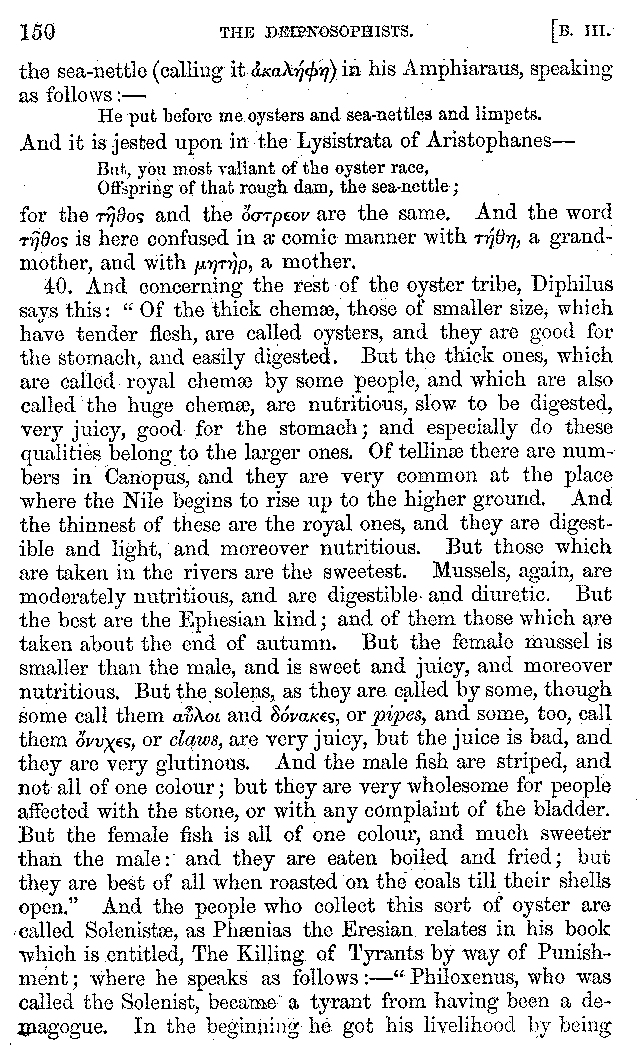 150 THE DEIPNOSOPHISTS. [B. III.
the sea-nettle (calling it ἀκαλήφη) in his Amphiaraus, speaking
as follows:—
He put before me oysters and sea-nettles and limpets.
And it is jested upon in the Lysistrata of Aristophanes—
But, you most valiant of the oyster race,
Offspring of that rough dam, the sea-nettle;
for the τῆθος and the ὄστρεον are the same. And the word
τῆθος is here confused in a comic manner with τήθη, a grand-
mother, and with μητὴρ, a mother.
40. And concerning the rest of the oyster tribe, Diphilus
says this: “Of the thick chemæ, those of smaller size, which
have tender flesh, are called oysters, and they are good for
the stomach, and easily digested. But the thick ones, which
are called royal chemæ by some people, and which are also
called the huge chemæ, are nutritious, slow to be digested,
very juicy, good for the stomach; and especially do these
qualities belong to the larger ones. Of tellinæ there are num-
bers in Canopus, and they are very common at the place
where the Nile begins to rise up to the higher ground. And
the thinnest of these are the royal ones, and they are digest-
ible and light, and moreover nutritious. But those which
are taken in the rivers are the sweetest. Mussels, again, are
moderately nutritious, and are digestible and diuretic. But
the best are the Ephesian kind; and of them those which are
taken about the end of autumn. But the female mussel is
smaller than the male, and is sweet and juicy, and moreover
nutritious. But the solens, as they are called by some, though
some call them αὖλοι and δόνακες, or pipes, and some, too, call
them ὄνυχες, or claws, are very juicy, but the juice is bad, and
they are very glutinous. And the male fish are striped, and
not all of one colour; but they are very wholesome for people
affected with the stone, or with any complaint of the bladder.
But the female fish is all of one colour, and much sweeter
than the male: and they are eaten boiled and fried; but
they are best of all when roasted on the coals till their shells
open.” And the people who collect this sort of oyster are
called Solenistæ, as Phænias the Eresian relates in his book
which is entitled, The Killing of Tyrants by way of Punish-
ment; where he speaks as follows:—“Philoxenus, who was
called the Solenist, became a tyrant from having been a de-
magogue. In the beginning he got his livelihood by being